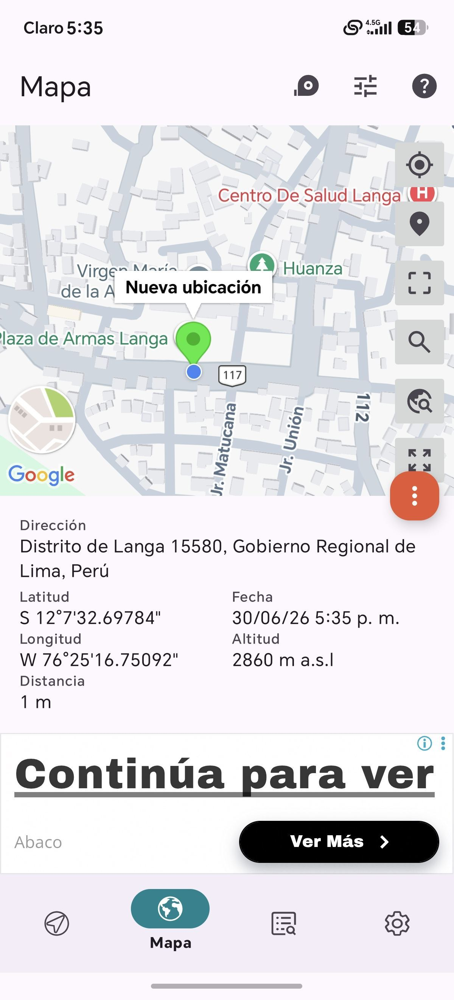 Claro 5:35
4.5G
54
Mapa
Centro De Salud Langa
H
Huanza
Virgen María
de la A
Nueva ubicación
Plaza de Armas Langa
117
112
Jr. Matucana
Jr. Unión
Google
Dirección
Distrito de Langa 15580, Gobierno Regional de
Lima, Perú
Latitud
S 12°7'32.69784"
Fecha
30/06/26 5:35 p. m.
Longitud
W 76°25'16.75092"
Altitud
2860 m a.s.l
Distancia
1 m
Continúa para ver
Abaco
Ver Más
Mapa